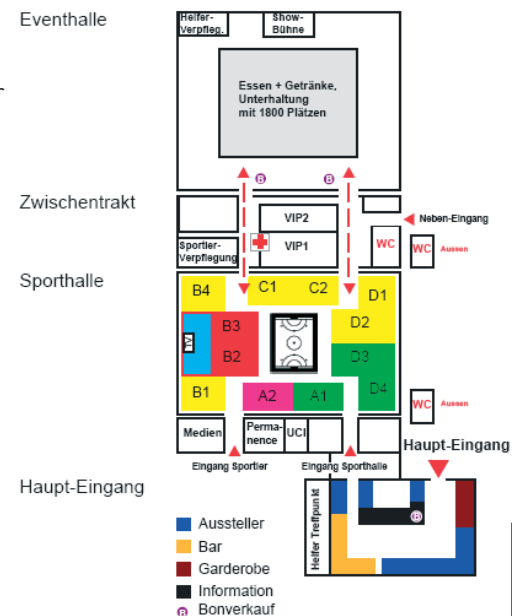 Eventhalle
Helfer-
Verpfleg.
Show-
Bühne
Essen + Getränke,
Unterhaltung
mit 1800 Plätzen
B
B
Zwischentrakt
VIP2
Neben-Eingang
Sportler-
Verpflegung
VIP1
WC
WC
Aussen
Sporthalle
B4
C1
C2
D1
B3
D2
TV
B2
D3
B1
A2
A1
D4
WC
Aussen
Medien
Perma-
nence
UCI
Haupt-Eingang
Eingang Sportler
Eingang Sporthalle
Haupt-Eingang
Helfer Treffpunkt
B
Aussteller
Bar
Garderobe
Information
B
Bonverkauf